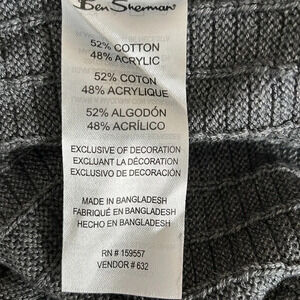 Ben Sherman
52% COTTON
48% ACRYLIC
52% COTON
48% ACRYLIQUE
52% ALGODÓN
48% ACRÍLICO
EXCLUSIVE OF DECORATION
EXCLUANT LA DÉCORATION
EXCLUSIVO DE DECORACIÓN
MADE IN BANGLADESH
FABRIQUÉ EN BANGLADESH
HECHO EN BANGLADESH
RN # 159557
VENDOR # 632